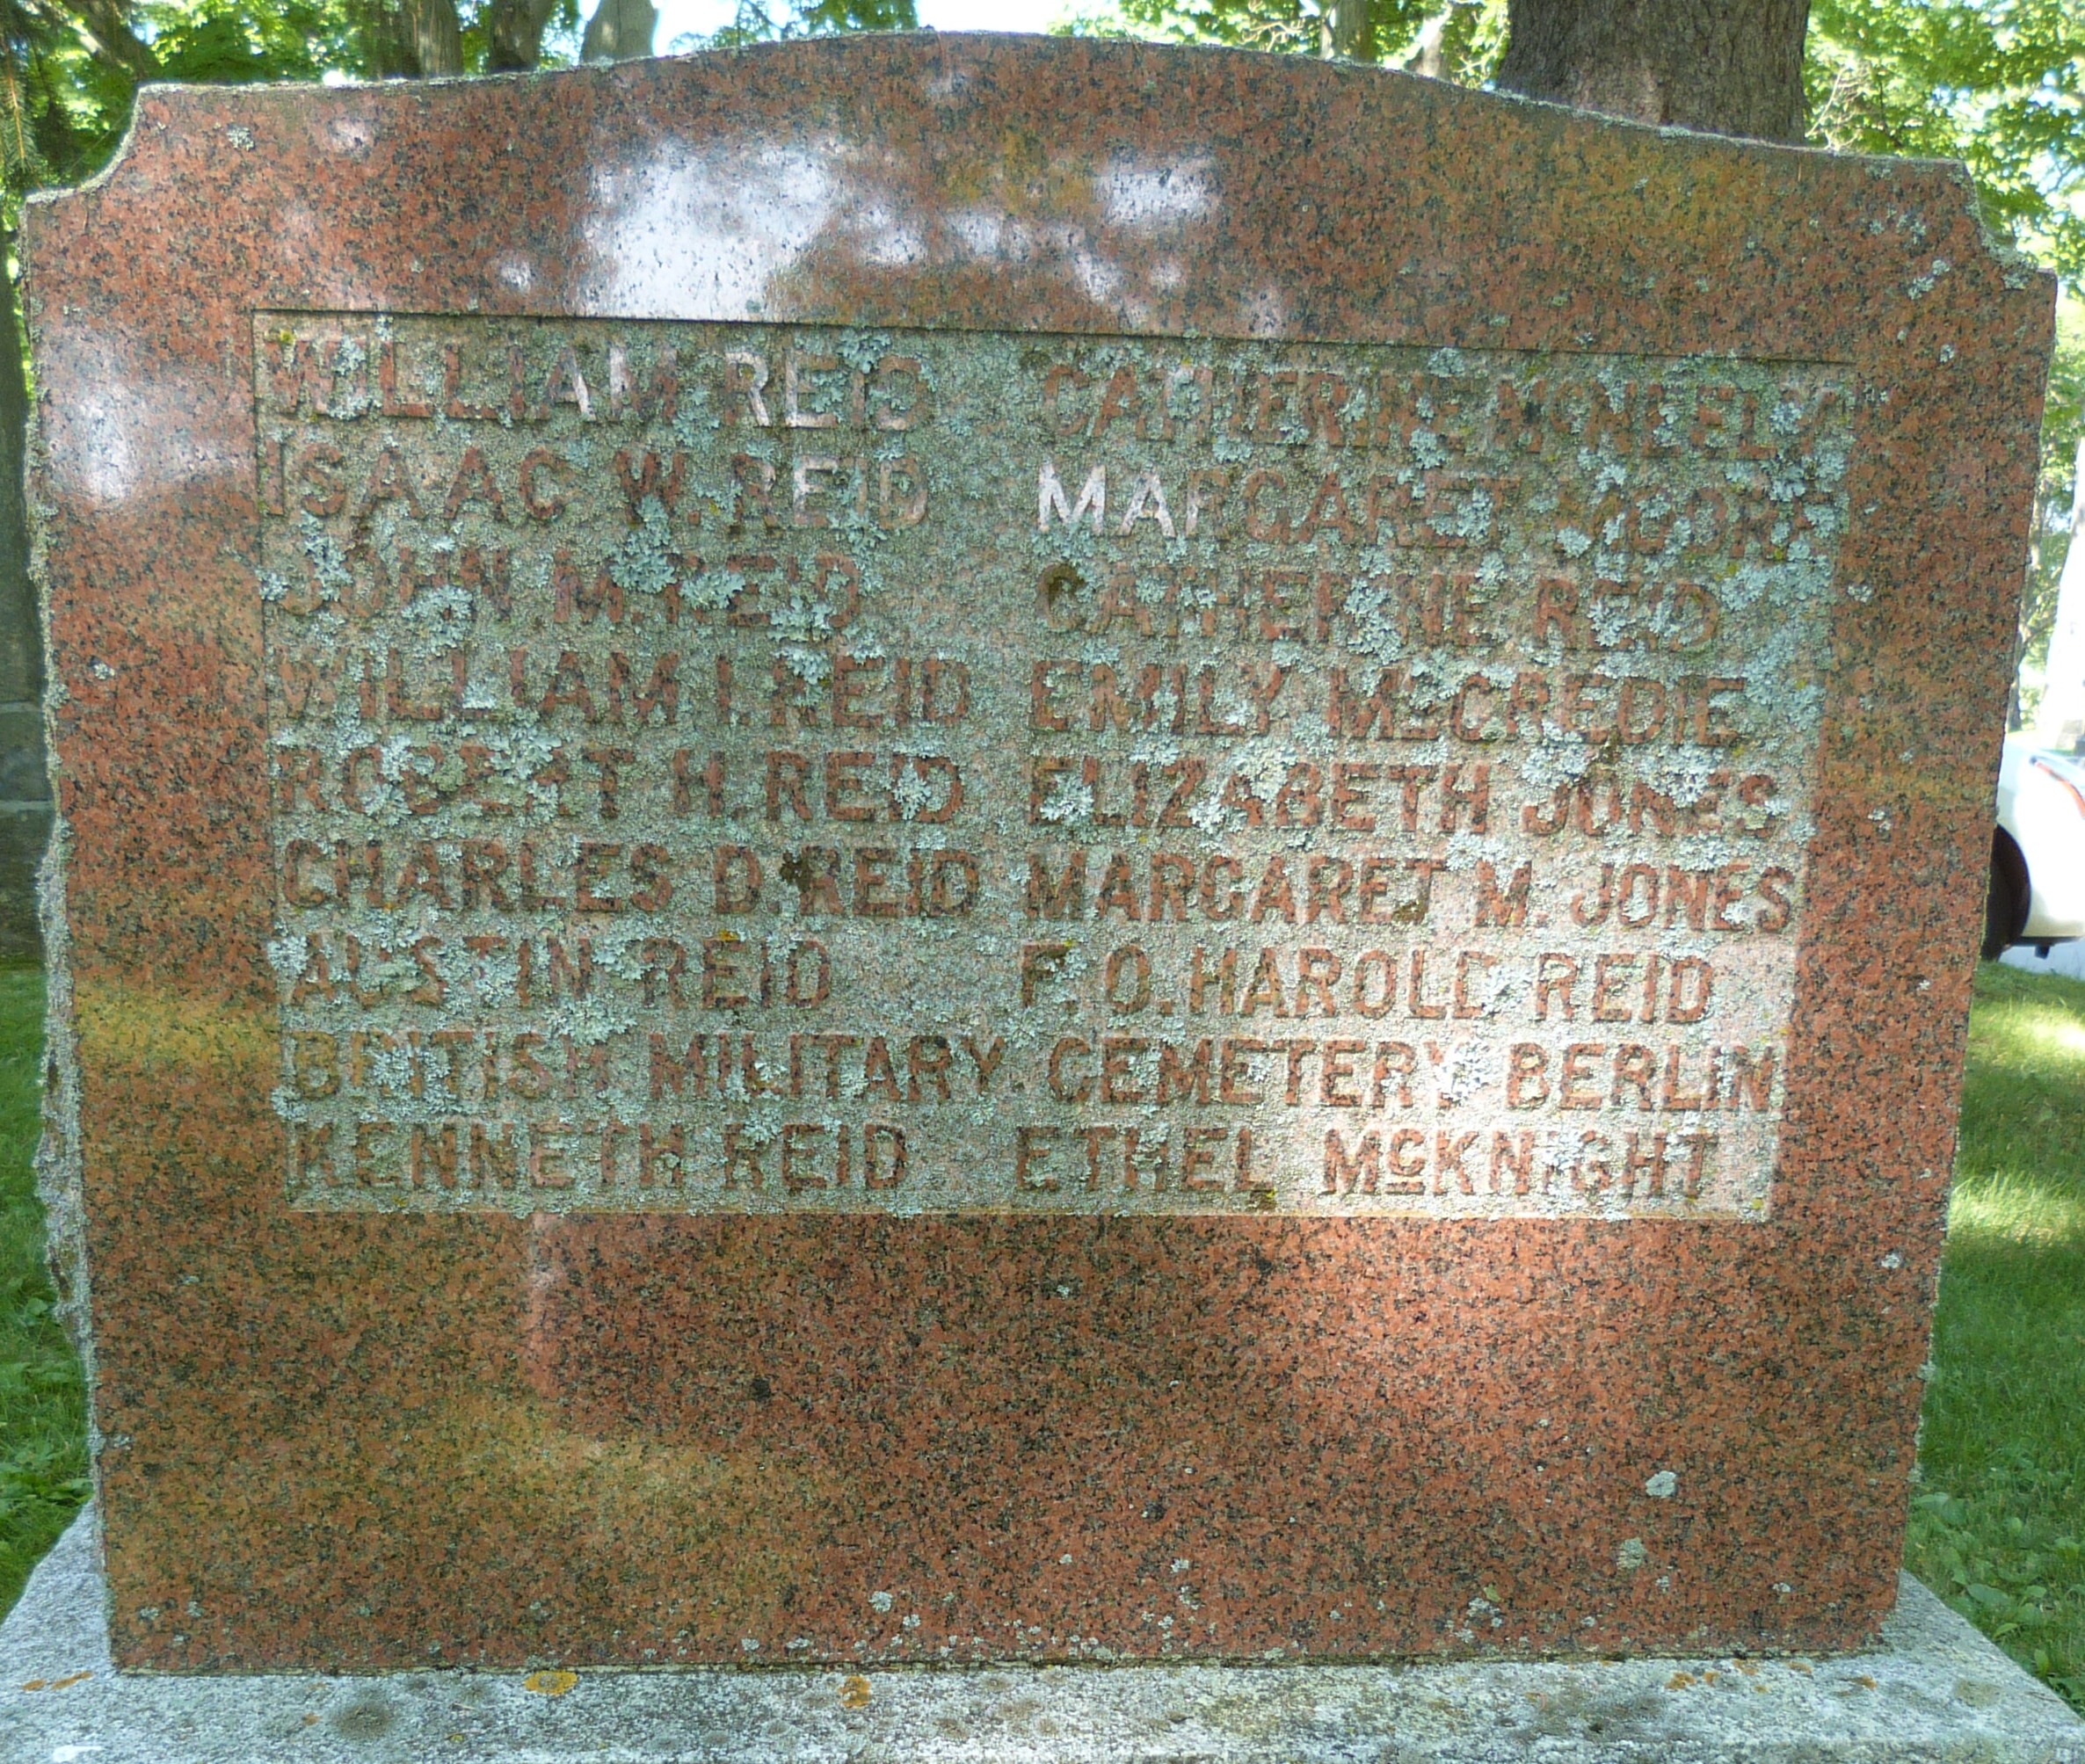 WILLIAM REID CATHERINE McNEELY
ISAAC W. REID MARGARET MOORE
JOHN M. REID CATHERINE REID
WILLIAM I. REID EMILY McCREDIE
ROBERT H. REID ELIZABETH JONES
CHARLES D. REID MARGARET M. JONES
AUSTIN REID F.O. HAROLD REID
BRITISH MILITARY CEMETERY BERLIN
KENNETH REID ETHEL McKNIGHT